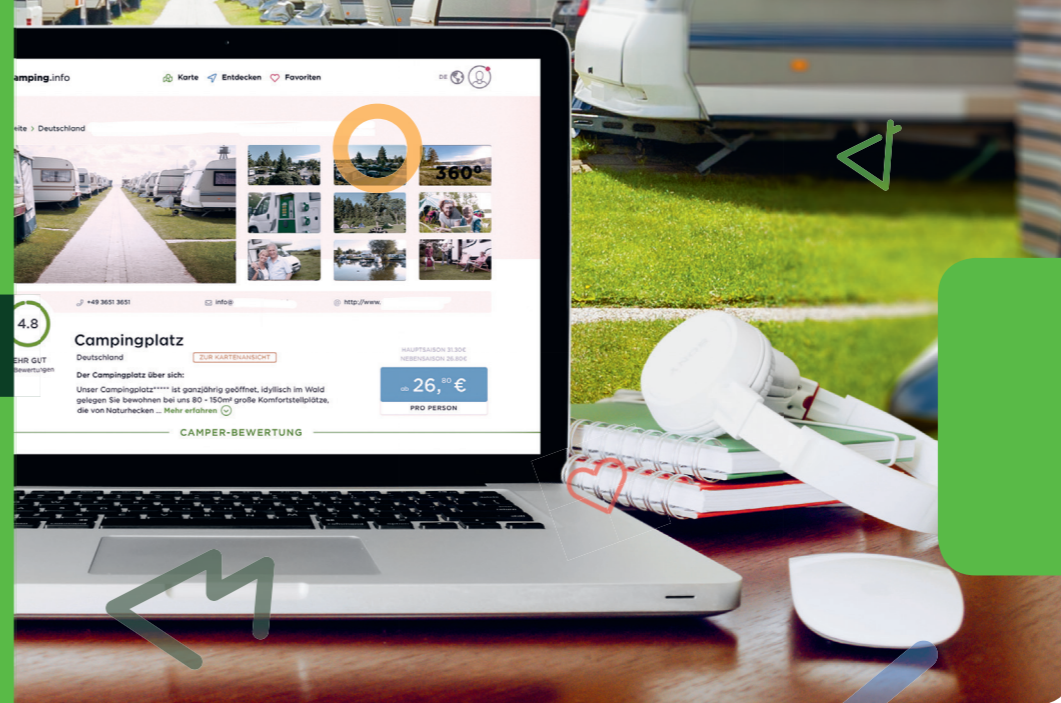 amping.info
Karte Entdecken Favoriten
DE
eite > Deutschland
360°
+49 3651 3651
info@
http://www.
4.8
EHR GUT
Bewertungen
Campingplatz
Deutschland
ZUR KARTENANSICHT
Der Campingplatz über sich:
Unser Campingplatz***** ist ganzjährig geöffnet, idyllisch im Wald
gelegen Sie bewohnen bei uns 80 - 150m² große Komfortstellplätze,
die von Naturhecken ... Mehr erfahren
HAUPTSAISON 31.30€
NEBENSAISON 26.80€
ab 26,80 €
PRO PERSON
CAMPER-BEWERTUNG